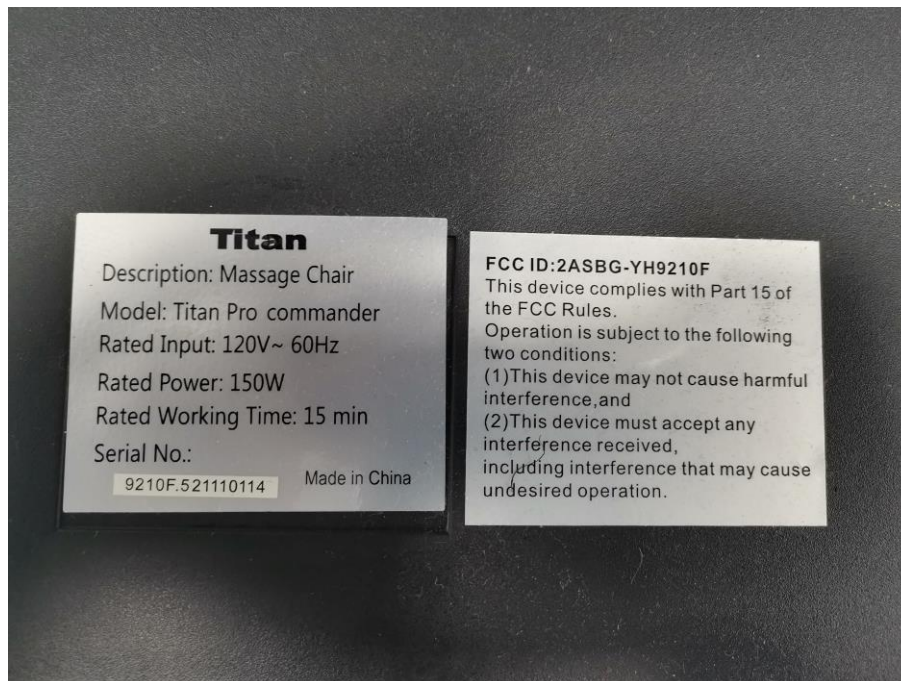 Titan
Description: Massage Chair
Model: Titan Pro commander
Rated Input: 120V~ 60Hz
Rated Power: 150W
Rated Working Time: 15 min
Serial No.:
9210F.521110114
Made in China
FCC ID:2ASBG-YH9210F
This device complies with Part 15 of
the FCC Rules.
Operation is subject to the following
two conditions:
(1)This device may not cause harmful
interference,and
(2)This device must accept any
interference received,
including interference that may cause
undesired operation.